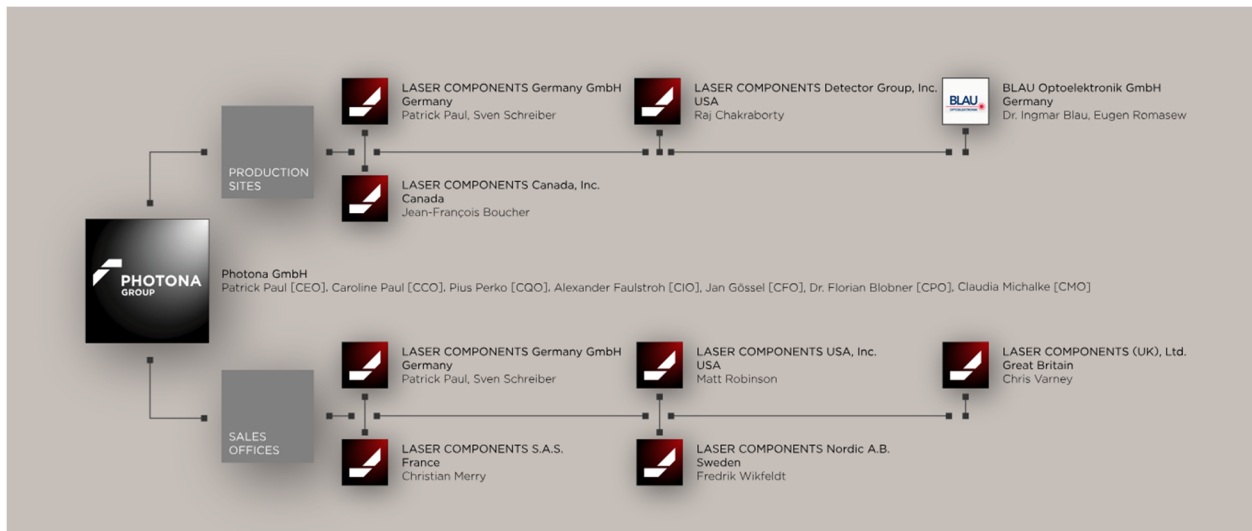 LASER COMPONENTS Germany GmbH
Germany
Patrick Paul, Sven Schreiber
LASER COMPONENTS Detector Group, Inc.
USA
Raj Chakraborty
BLAU
OPTOELEKTRONIK
BLAU Optoelektronik GmbH
Germany
Dr. Ingmar Blau, Eugen Romasew
PRODUCTION
SITES
LASER COMPONENTS Canada, Inc.
Canada
Jean-François Boucher
PHOTONA
GROUP
Photona GmbH
Patrick Paul [CEO], Caroline Paul [CCO], Pius Perko [CQO], Alexander Faulstroh [CIO], Jan Gössel [CFO], Dr. Florian Blobner [CPO], Claudia Michalke [CMO]
LASER COMPONENTS Germany GmbH
Germany
Patrick Paul, Sven Schreiber
LASER COMPONENTS USA, Inc.
USA
Matt Robinson
LASER COMPONENTS (UK), Ltd.
Great Britain
Chris Varney
SALES
OFFICES
LASER COMPONENTS S.A.S.
France
Christian Merry
LASER COMPONENTS Nordic A.B.
Sweden
Fredrik Wikfeldt